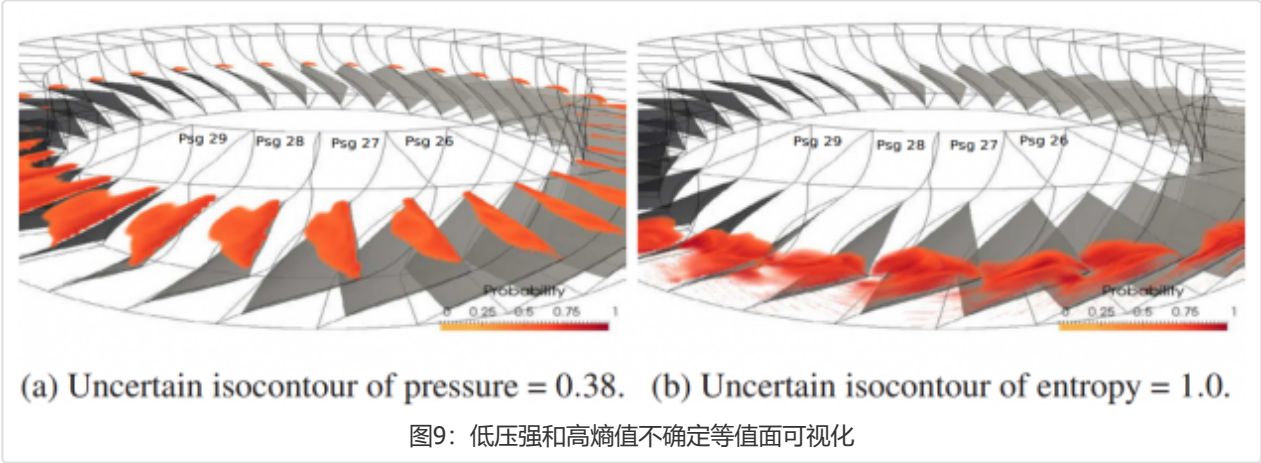 Psg 29 Psg 28 Psg 27 Psg 26
Probability
0 0.25 0.5 0.75 1
Psg 29 Psg 28 Psg 27 Psg 26
Probability
0 0.25 0.5 0.75 1
(a) Uncertain isocontour of pressure = 0.38.
(b) Uncertain isocontour of entropy = 1.0.
图9：低压强和高熵值不确定等值面可视化